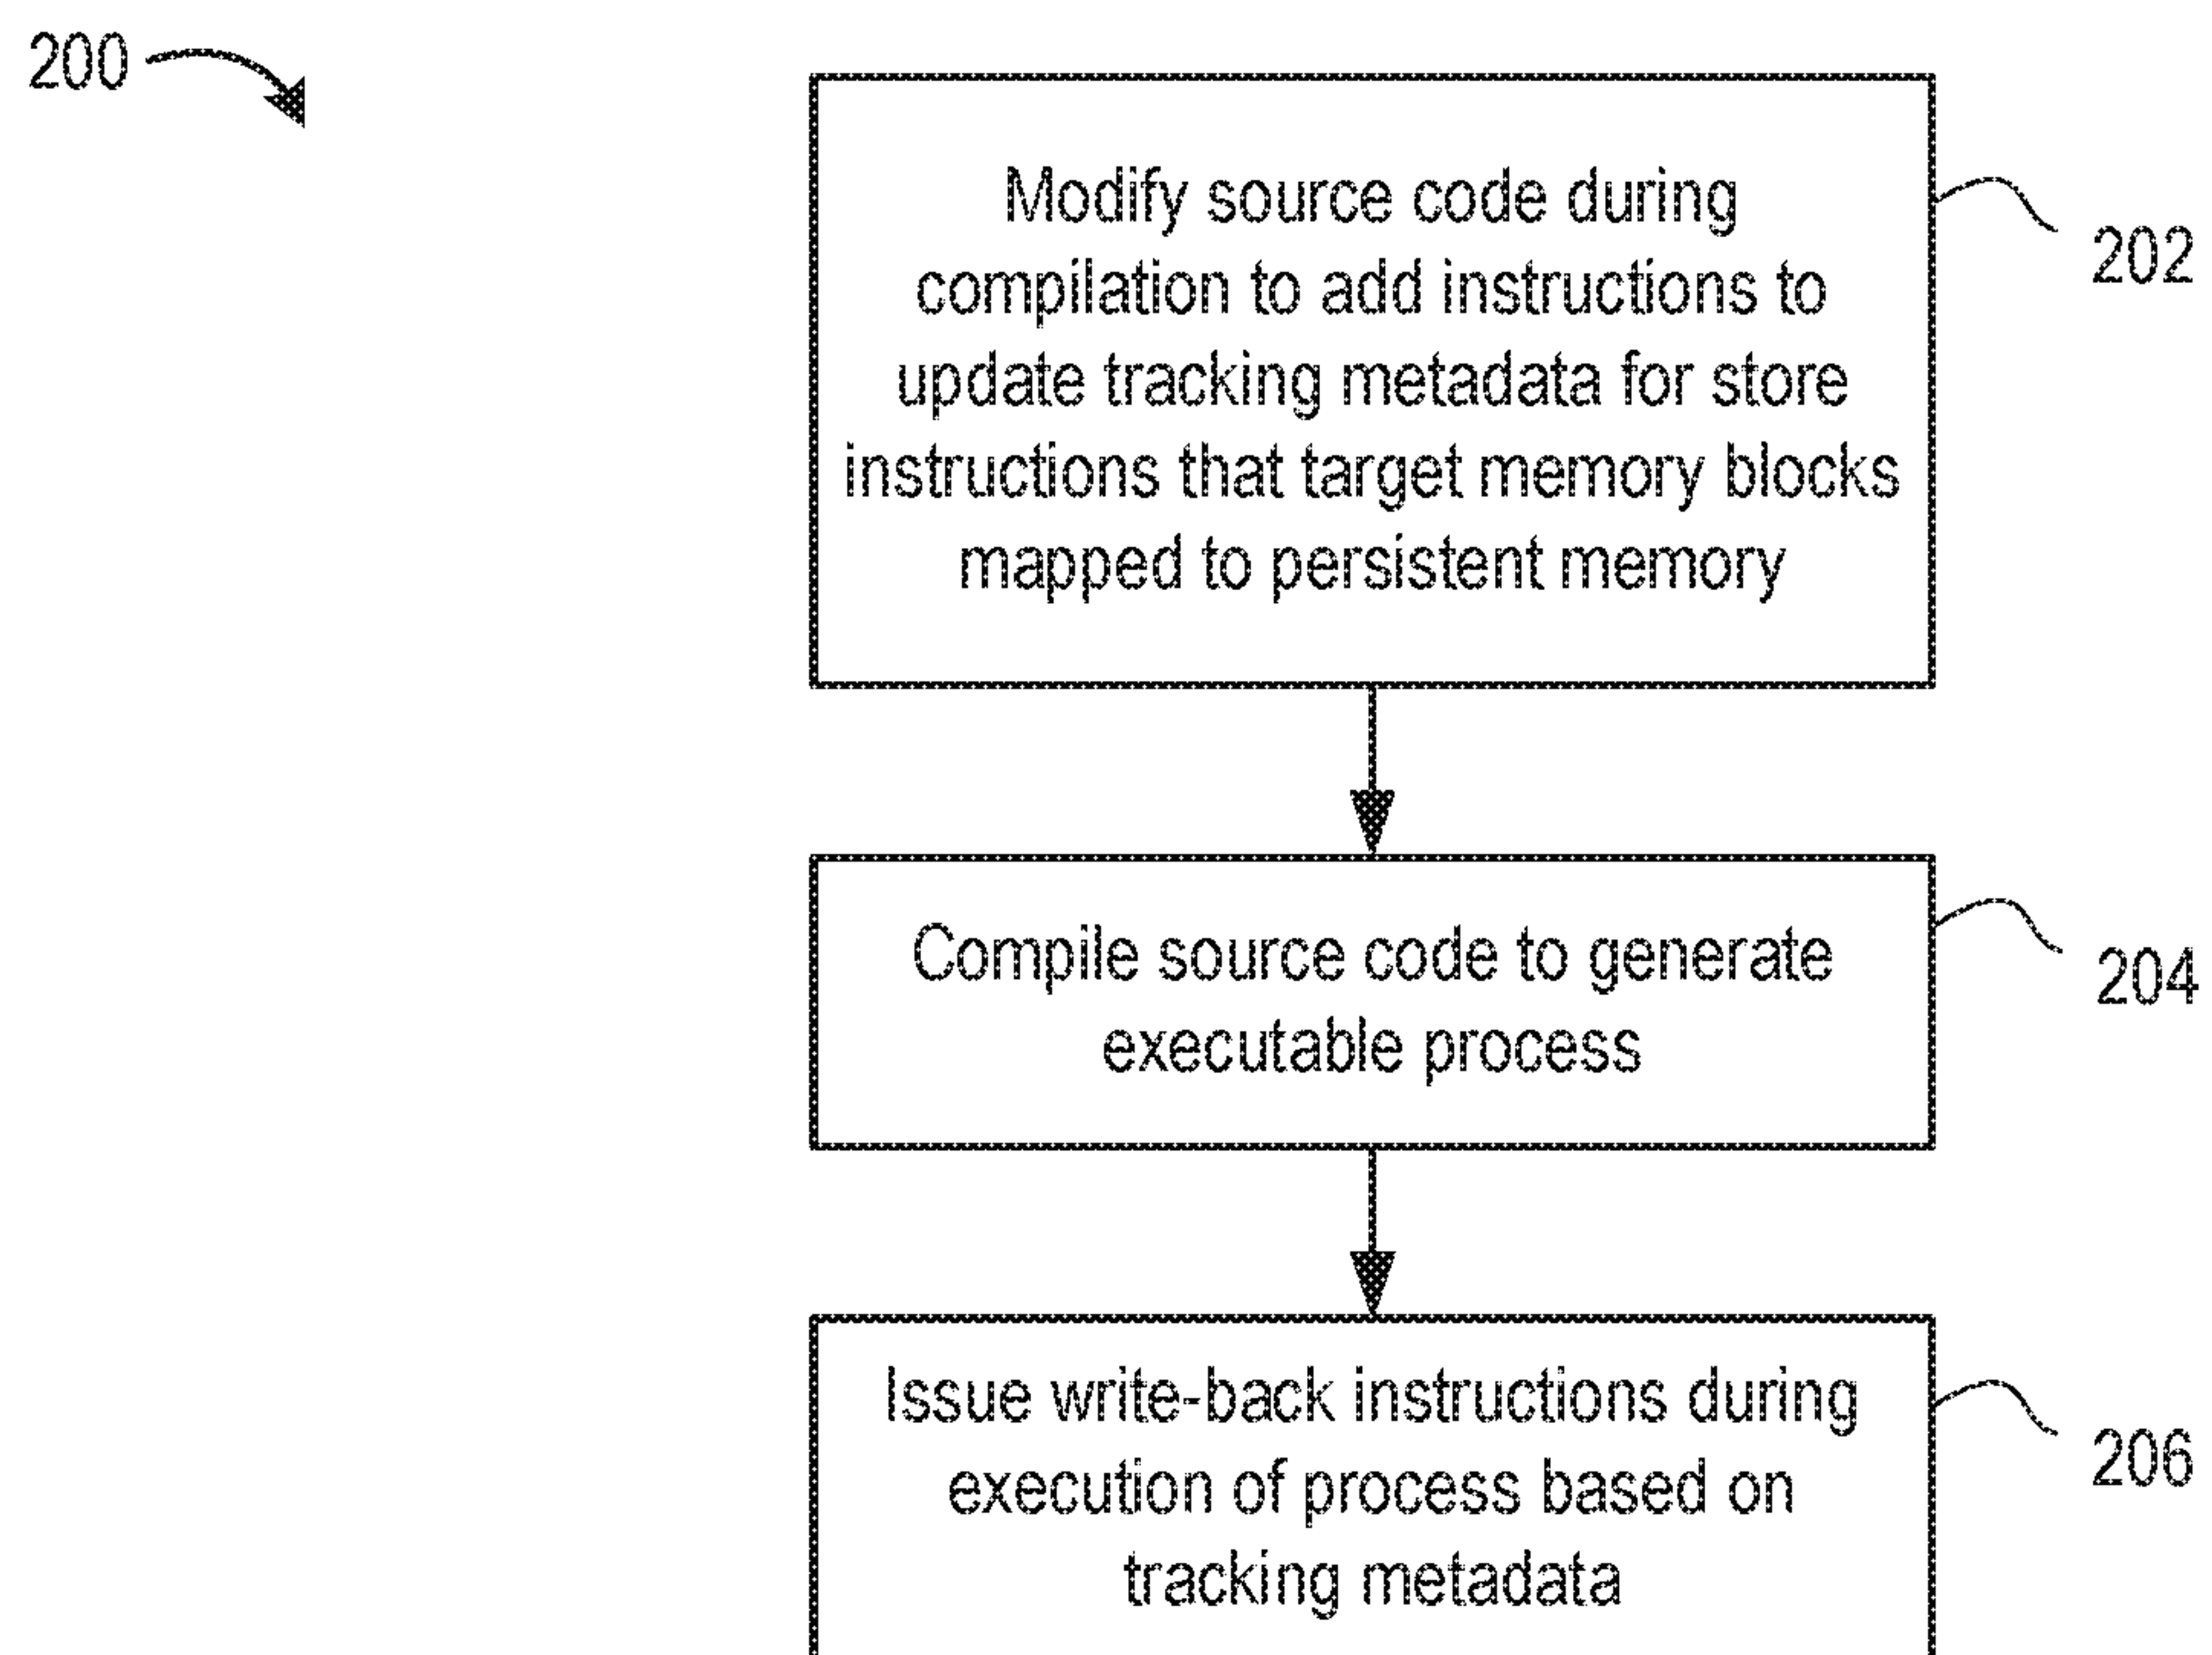 200
Modify source code during
compilation to add instructions to
update tracking metadata for store
instructions that target memory blocks
mapped to persistent memory
202
Compile source code to generate
executable process
204
Issue write-back instructions during
execution of process based on
tracking metadata
206